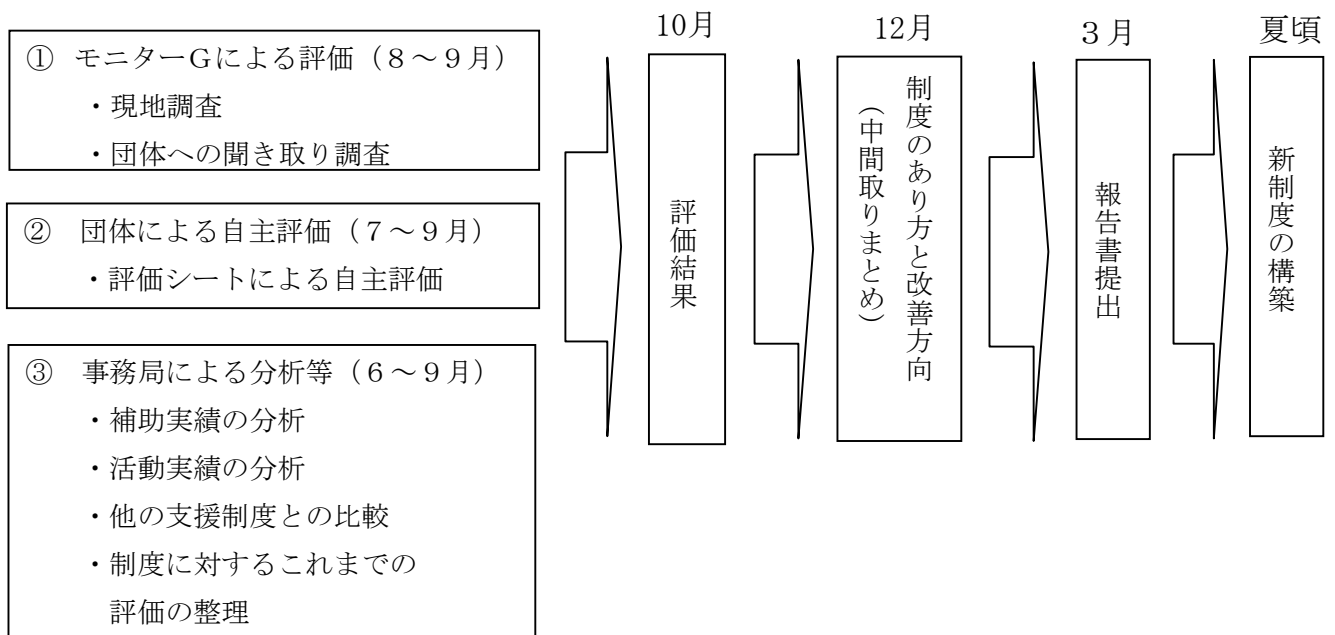 ① モニターGによる評価（８～９月）
・現地調査
・団体への聞き取り調査
② 団体による自主評価（７～９月）
・評価シートによる自主評価
③ 事務局による分析等（６～９月）
・補助実績の分析
・活動実績の分析
・他の支援制度との比較
・制度に対するこれまでの
評価の整理
10月
評価結果
12月
制度のあり方と改善方向
（中間取りまとめ）
３月
報告書提出
夏頃
新制度の構築